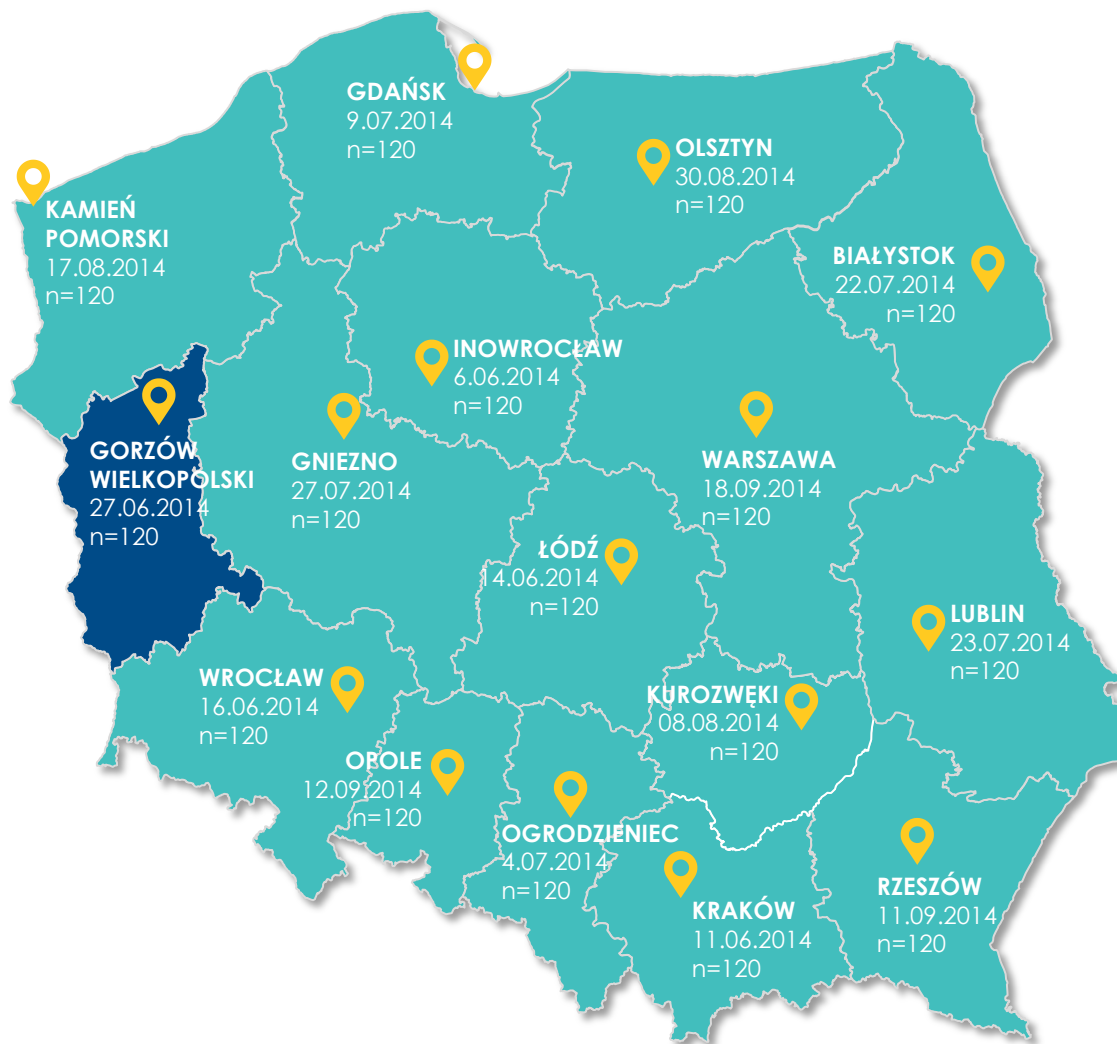 GDAŃSK
9.07.2014
n=120
OLSZTYN
30.08.2014
n=120
KAMIEŃ
POMORSKI
17.08.2014
n=120
BIAŁYSTOK
22.07.2014
n=120
INOWROCŁAW
6.06.2014
n=120
GORZÓW
WIELKOPOLSKI
27.06.2014
n=120
GNIEZNO
27.07.2014
n=120
WARSZAWA
18.09.2014
n=120
ŁÓDŹ
14.06.2014
n=120
LUBLIN
23.07.2014
n=120
WROCŁAW
16.06.2014
n=120
KUROZWĘKI
08.08.2014
n=120
OPOLE
12.09.2014
n=120
OGRODZIENIEC
4.07.2014
n=120
KRAKÓW
11.06.2014
n=120
RZESZÓW
11.09.2014
n=120